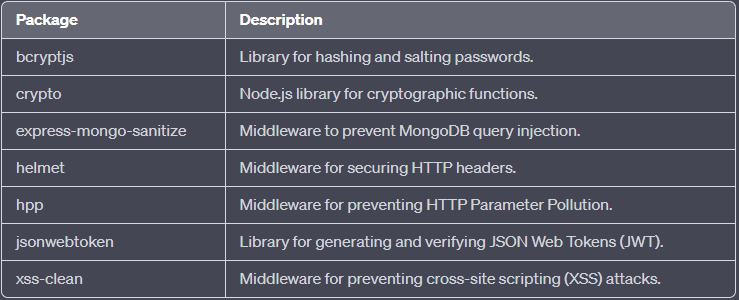 Package Description
bcryptjs Library for hashing and salting passwords.
crypto Node.js library for cryptographic functions.
express-mongo-sanitize Middleware to prevent MongoDB query injection.
helmet Middleware for securing HTTP headers.
hpp Middleware for preventing HTTP Parameter Pollution.
jsonwebtoken Library for generating and verifying JSON Web Tokens (JWT).
xss-clean Middleware for preventing cross-site scripting (XSS) attacks.